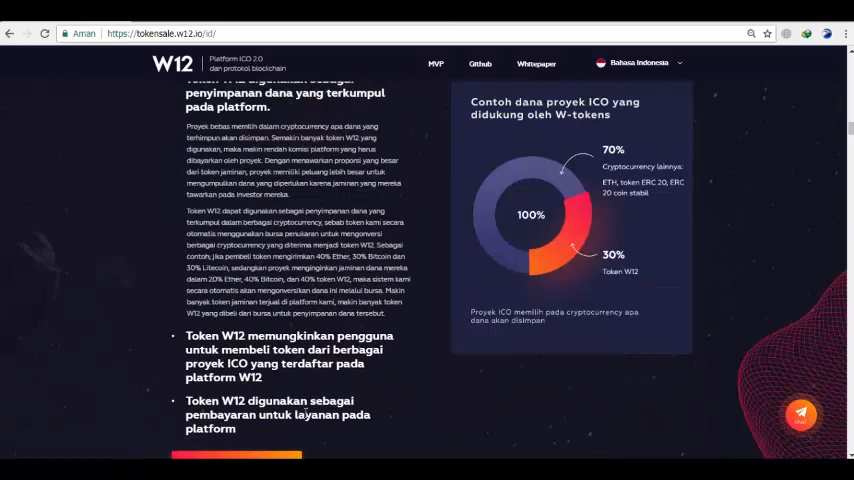 Aman
https://tokensale.w12.io/id/
W12
Platform ICO 2.0
dan protokol blockchain
MVP
Github
Whitepaper
Bahasa Indonesia
Token W12 digunakan sebagai
penyimpanan dana yang terkumpul
pada platform.
Proyek bebas memilih dalam cryptocurrency apa dana yang
terhimpun akan disimpan. Semakin banyak token W12 yang
digunakan, maka makin rendah komisi platform yang harus
dibayarkan oleh proyek. Dengan menawarkan proporsi yang besar
dari token jaminan, proyek memiliki peluang lebih besar untuk
mengumpulkan dana yang diperlukan karena jaminan yang mereka
tawarkan pada investor mereka.
Token W12 dapat digunakan sebagai penyimpanan dana yang
terkumpul dalam berbagai cryptocurrency, sebab token kami secara
otomatis menggunakan bursa penukaran untuk mengonversi
berbagai cryptocurrency yang diterima menjadi token W12. Sebagai
contoh: jika pembeli token mengirimkan 40% Ether, 30% Bitcoin dan
30% Litecoin, sedangkan proyek menginginkan jaminan dana mereka
dalam 20% Ether, 40% Bitcoin, dan 40% token W12, maka sistem kami
secara otomatis akan mengonversikan dana ini melalui bursa. Makin
banyak token jaminan terjual di platform kami, makin banyak token
W12 yang dibeli dari bursa untuk penyimpanan dana tersebut.
Token W12 memungkinkan pengguna
untuk membeli token dari berbagai
proyek ICO yang terdaftar pada
platform W12
Token W12 digunakan sebagai
pembayaran untuk layanan pada
platform
Contoh dana proyek ICO yang
didukung oleh W-tokens
70%
Cryptocurrency lainnya:
ETH, token ERC 20, ERC
20 coin stabil
100%
30%
Token W12
Proyek ICO memilih pada cryptocurrency apa
dana akan disimpan
Chat